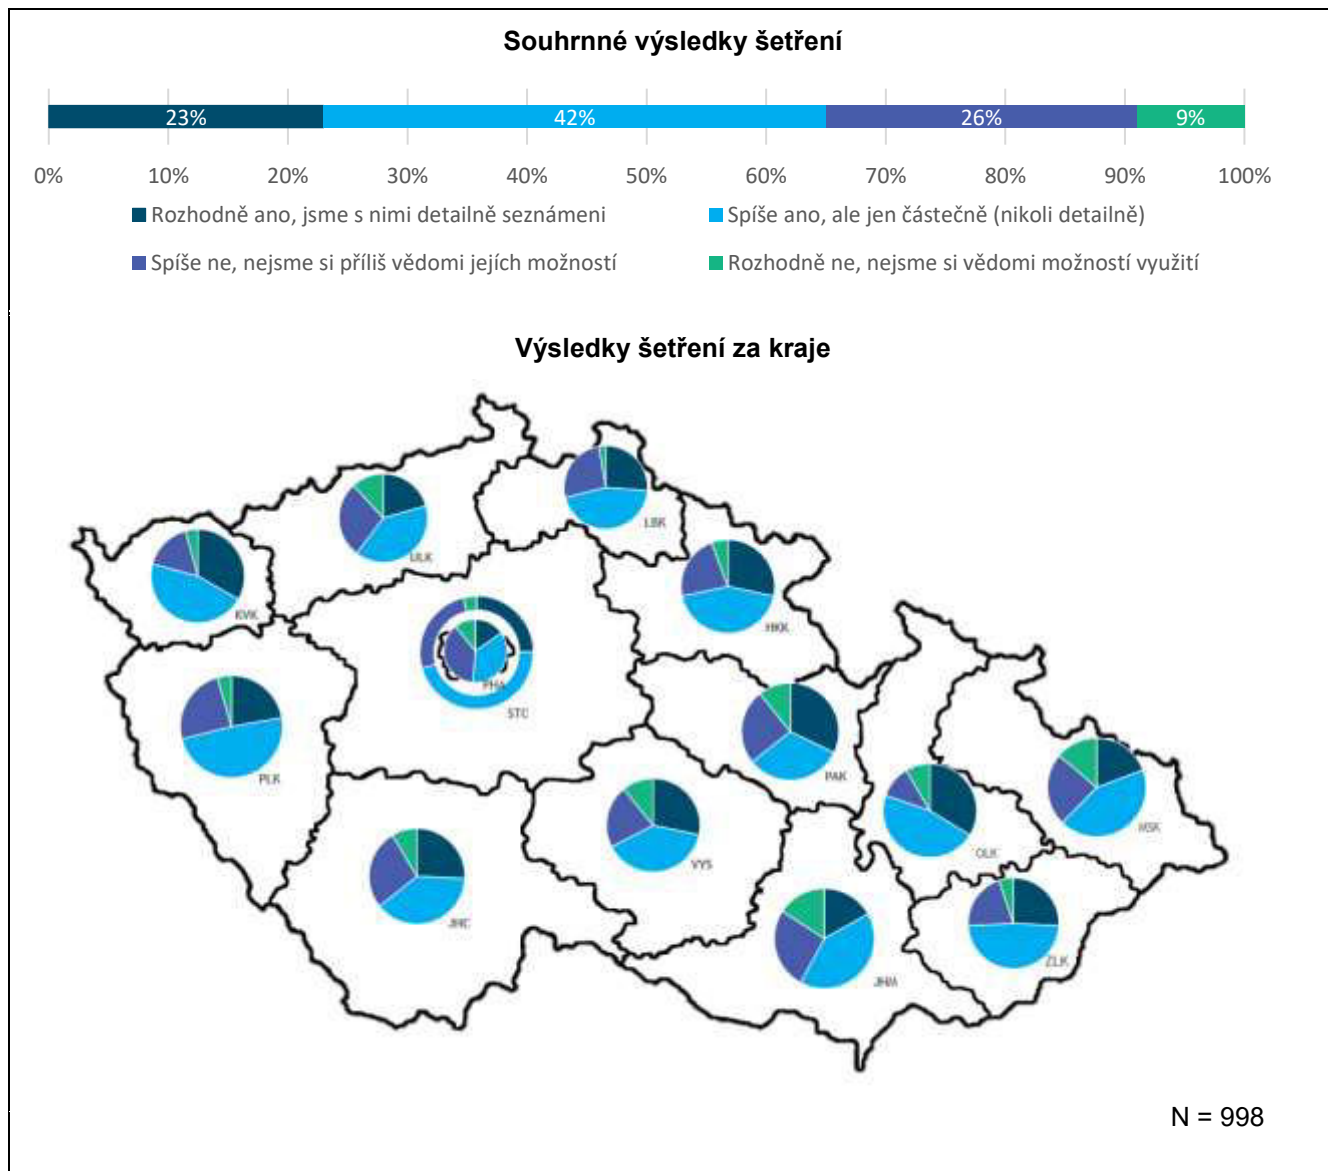 Souhrnné výsledky šetření
23% 42% 26% 9%
0% 10% 20% 30% 40% 50% 60% 70% 80% 90% 100%
Rozhodně ano, jsme s nimi detailně seznámeni Spíše ano, ale jen částečně (nikoli detailně)
Spíše ne, nejsme si příliš vědomi jejích možností Rozhodně ne, nejsme si vědomi možností využití
Výsledky šetření za kraje
LBK
ULK
KVK
HKK
PHA
STC
PLK
PAK
MSK
OLK
VYS
JHC
ZLK
JHM
N = 998